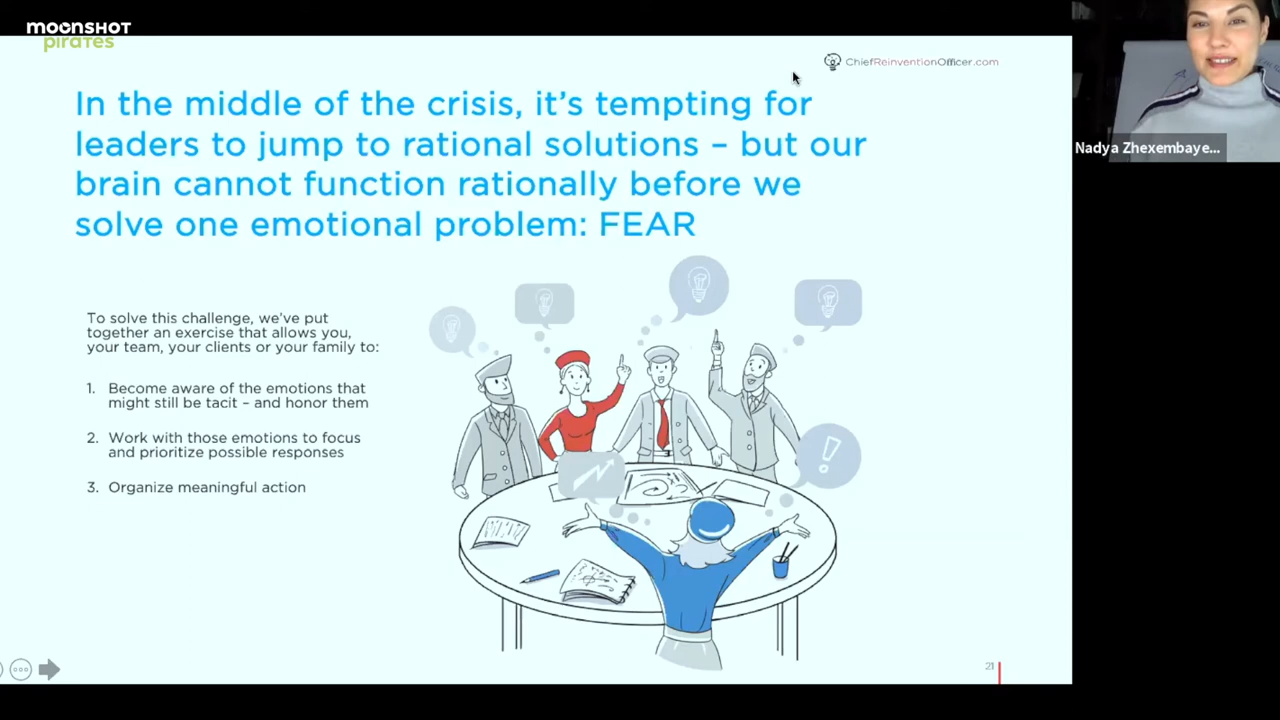 MOONSHOT
pirates
ChiefReinventionOfficer.com
In the middle of the crisis, it's tempting for
leaders to jump to rational solutions – but our
brain cannot function rationally before we
solve one emotional problem: FEAR
Nadya Zhexembaye...
To solve this challenge, we've put
together an exercise that allows you,
your team, your clients or your family to:
1. Become aware of the emotions that
might still be tacit – and honor them
2. Work with those emotions to focus
and prioritize possible responses
3. Organize meaningful action
21